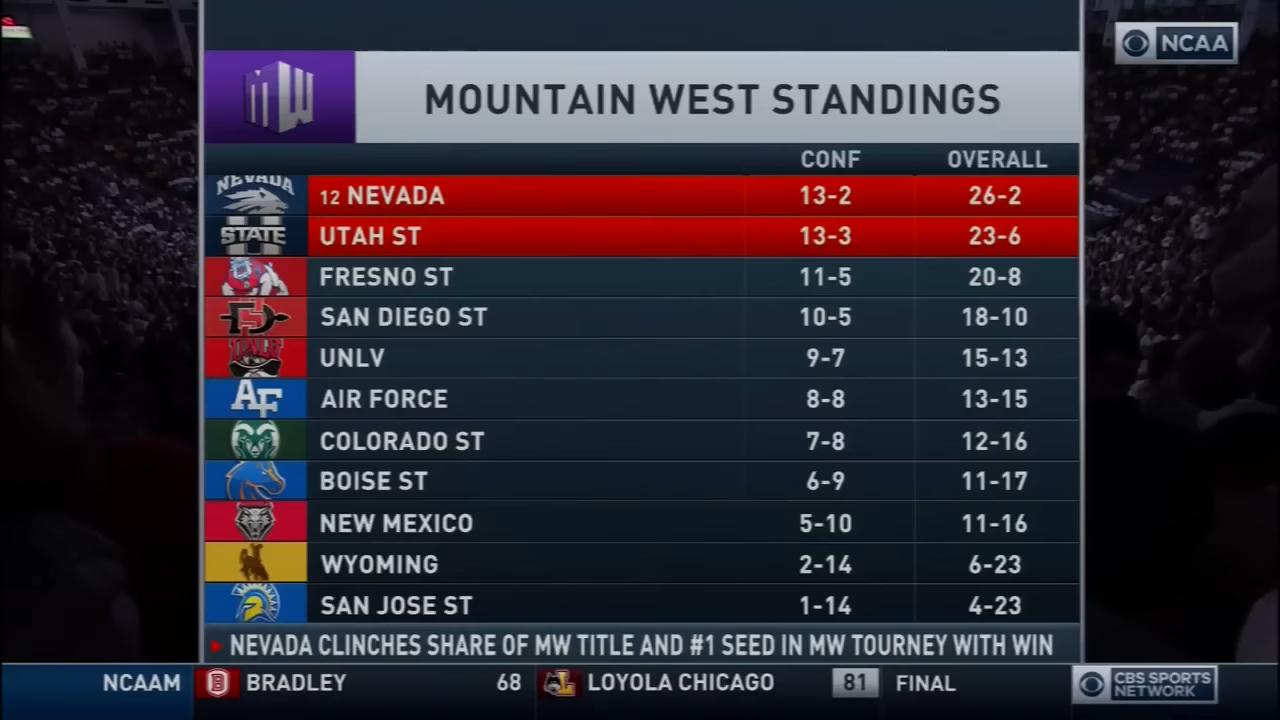 NCAA
MW MOUNTAIN WEST STANDINGS
CONF OVERALL
NEVADA 12 NEVADA 13-2 26-2
STATE UTAH ST 13-3 23-6
FRESNO ST 11-5 20-8
SAN DIEGO ST 10-5 18-10
UNLV UNLV 9-7 15-13
AF AIR FORCE 8-8 13-15
COLORADO ST 7-8 12-16
BOISE ST 6-9 11-17
NEW MEXICO 5-10 11-16
WYOMING 2-14 6-23
SAN JOSE ST 1-14 4-23
NEVADA CLINCHES SHARE OF MW TITLE AND #1 SEED IN MW TOURNEY WITH WIN
NCAAM B BRADLEY 68 L LOYOLA CHICAGO 81 FINAL CBS SPORTS
NETWORK